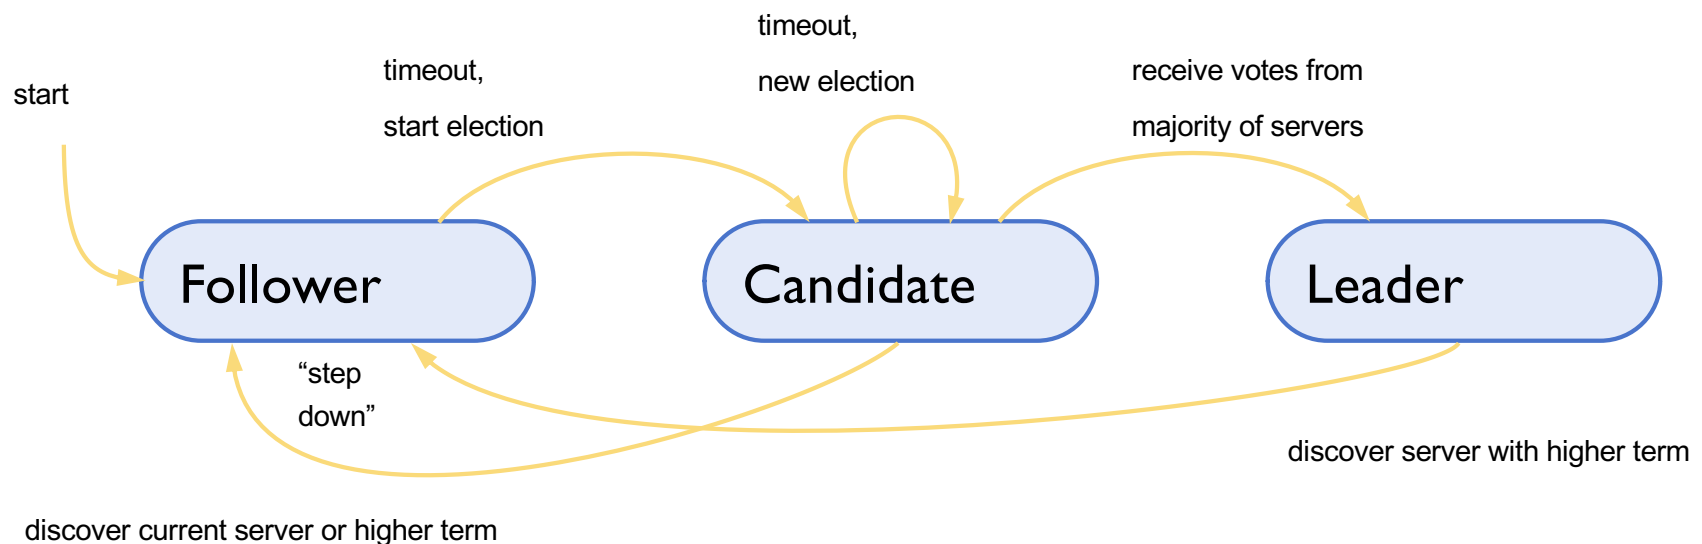 timeout,
new election
timeout,
start election
receive votes from
majority of servers
start
Follower
Candidate
Leader
“step
down”
discover server with higher term
discover current server or higher term